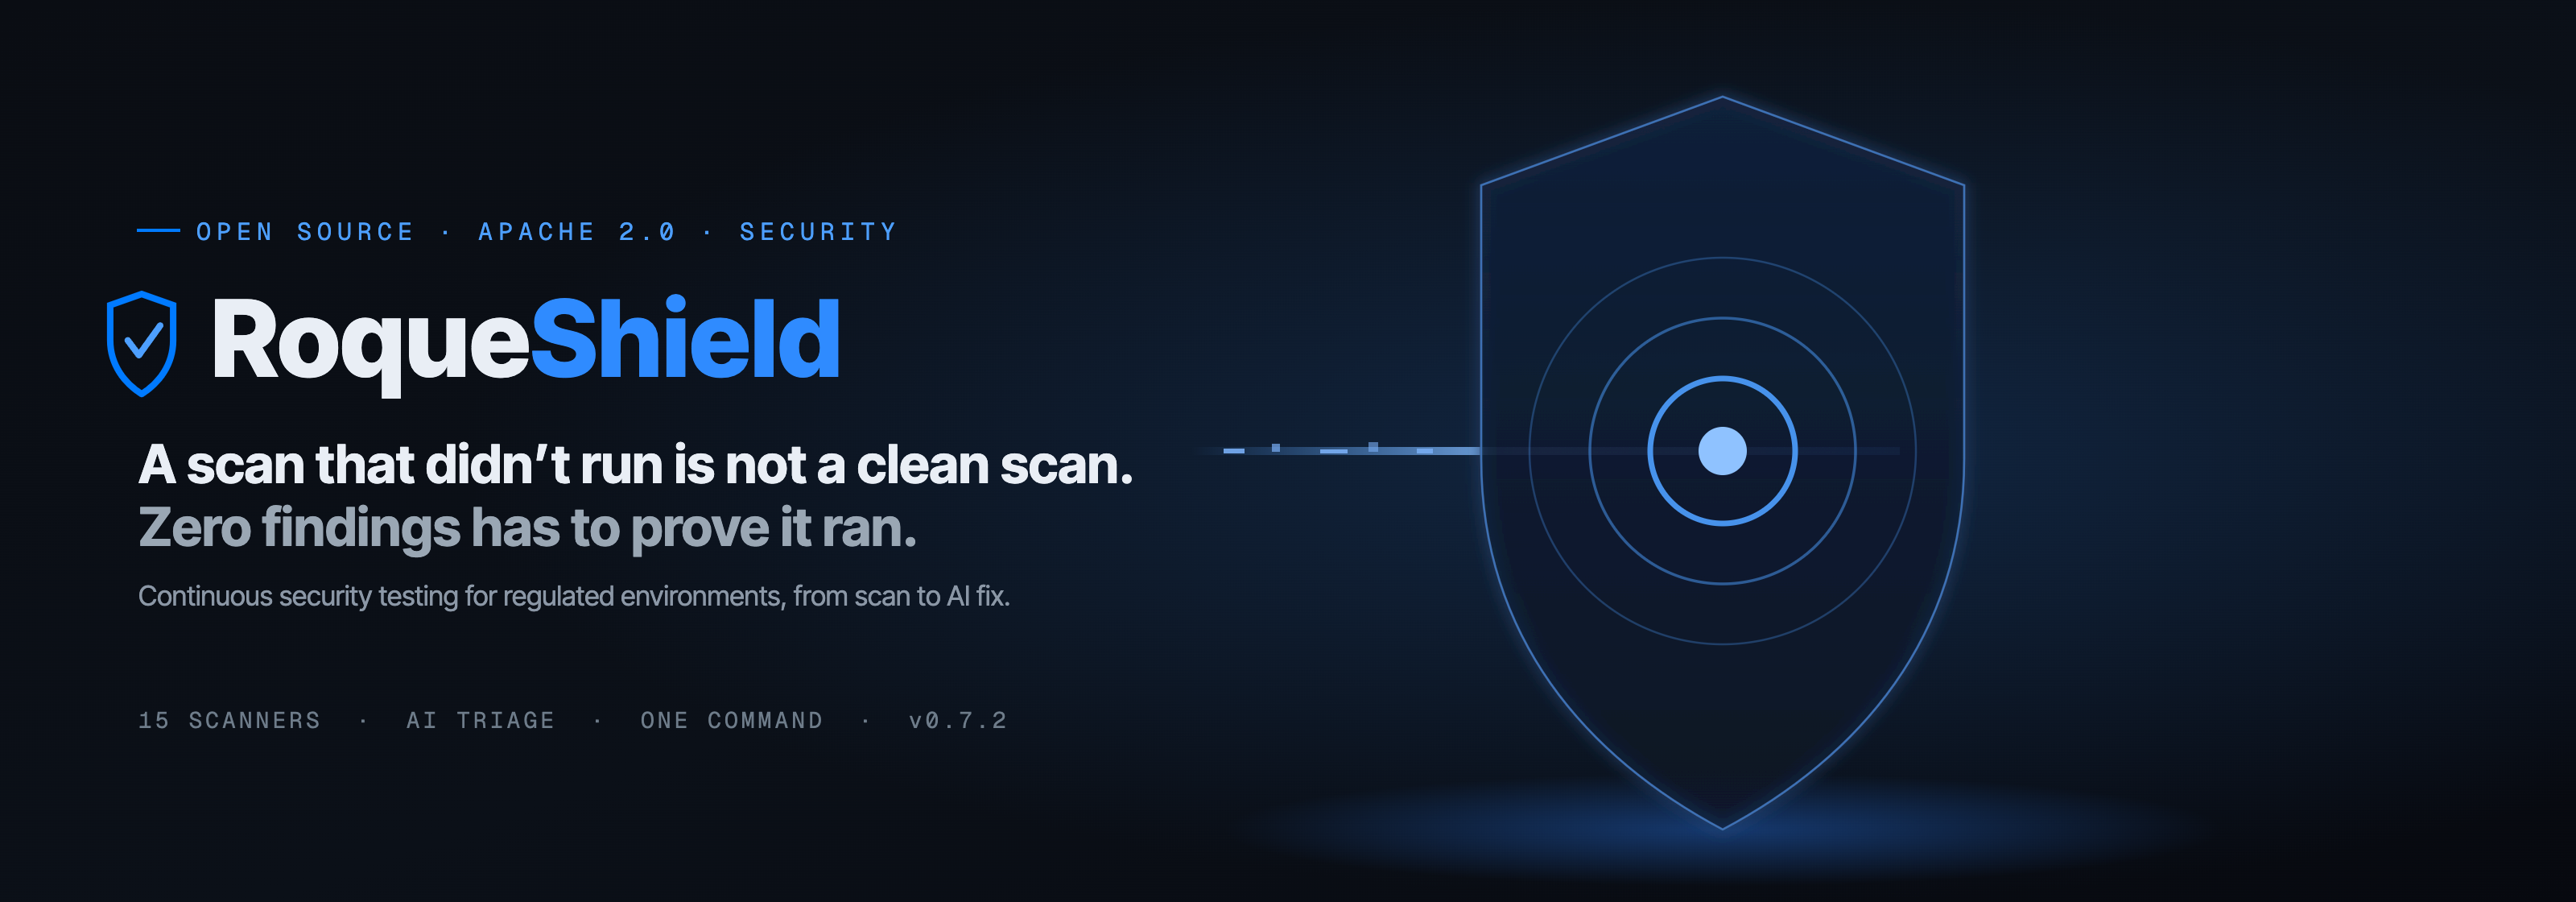 OPEN SOURCE · APACHE 2.0 · SECURITY
RoqueShield
A scan that didn’t run is not a clean scan.
Zero findings has to prove it ran.
Continuous security testing for regulated environments, from scan to AI fix.
15 SCANNERS · AI TRIAGE · ONE COMMAND · v0.7.2